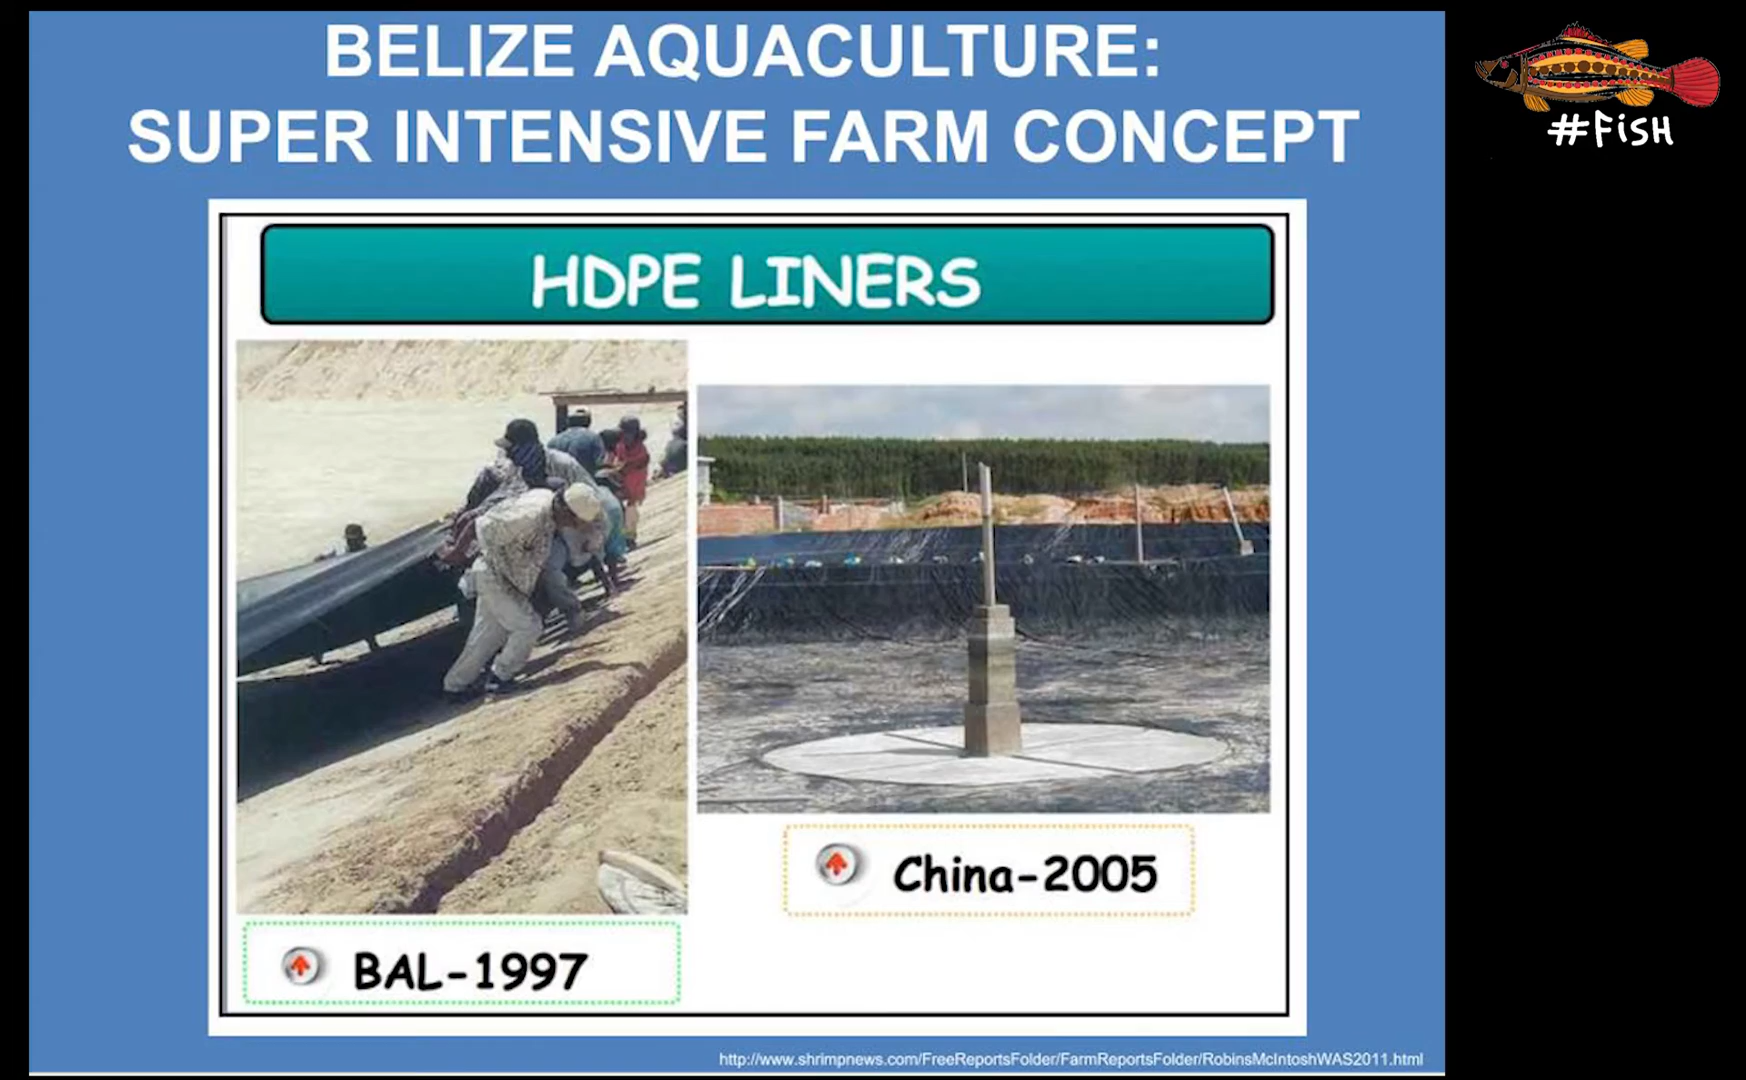 BELIZE AQUACULTURE:
SUPER INTENSIVE FARM CONCEPT
#FiSH
HDPE LINERS
China-2005
BAL-1997
http://www.shrimpnews.com/FreeReportsFolder/FarmReportsFolder/RobinsMcIntoshWAS2011.html